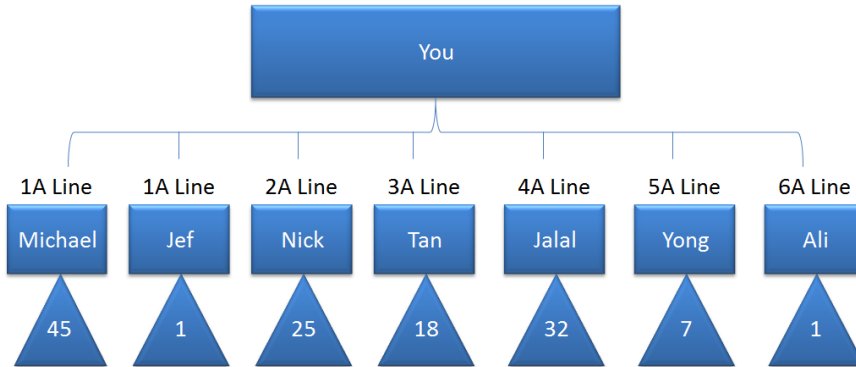 You
1A Line 1A Line 2A Line 3A Line 4A Line 5A Line 6A Line
Michael Jef Nick Tan Jalal Yong Ali
45 1 25 18 32 7 1